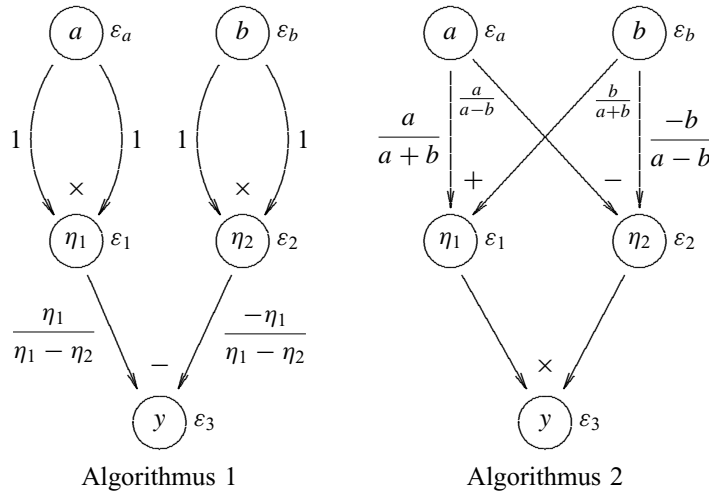 a ε_a b ε_b a ε_a b ε_b
1 1 1 1
a/(a + b) a/(a−b) b/(a+b) −b/(a − b)
× × + −
η₁ ε₁ η₂ ε₂ η₁ ε₁ η₂ ε₂
η₁/(η₁ − η₂) −η₁/(η₁ − η₂)
− ×
y ε₃ y ε₃
Algorithmus 1 Algorithmus 2